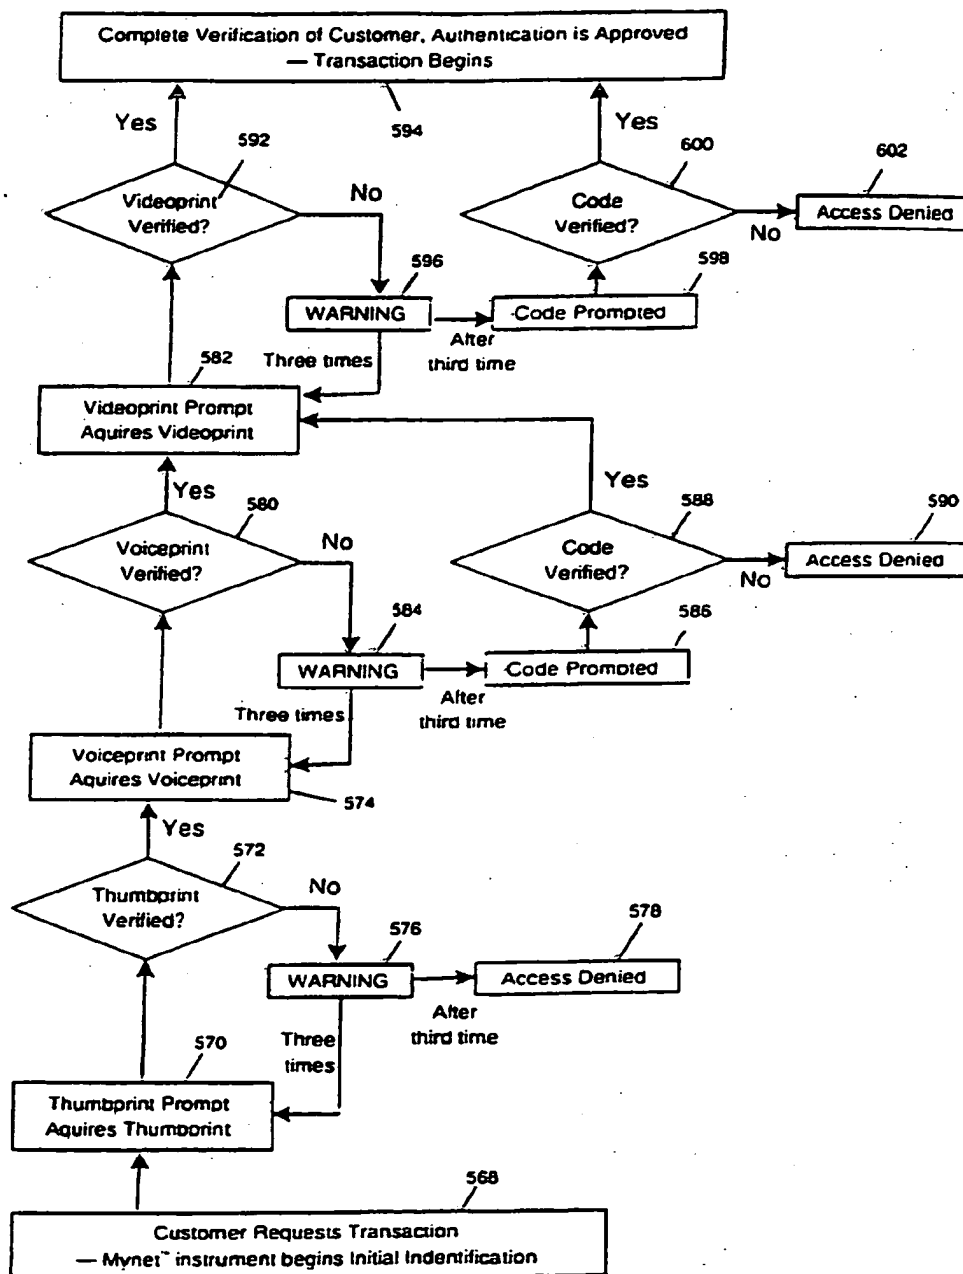 Complete Verification of Customer, Authentication is Approved
— Transaction Begins
594
Yes
Yes
592
600
602
Videoprint
Verified?
No
Code
Verified?
No
Access Denied
596
598
WARNING
Code Prompted
After
third time
Three times
582
Videoprint Prompt
Aquires Videoprint
Yes
Yes
580
588
590
Voiceprint
Verified?
No
Code
Verified?
No
Access Denied
584
586
WARNING
Code Prompted
After
third time
Three times
Voiceprint Prompt
Aquires Voiceprint
574
Yes
572
Thumbprint
Verified?
No
576
578
WARNING
Access Denied
After
third time
Three
times
570
Thumbprint Prompt
Aquires Thumbprint
568
Customer Requests Transaction
— Mynet™ instrument begins Initial Indentification